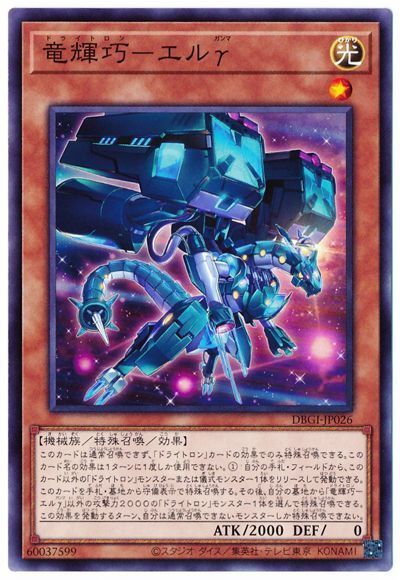 ドライトロン ガンマ
竜輝巧－エルγ
ひかり
光
DBGI-JP026
【機械族／特殊召喚／効果】
このカードは通常召喚できず、「ドライトロン」カードの効果でのみ特殊召喚できる。この
カード名の効果は1ターンに1度しか使用できない。①：自分の手札・フィールドから、この
カード以外の「ドライトロン」モンスターまたは儀式モンスター1体をリリースして発動できる。
このカードを手札・墓地から守備表示で特殊召喚する。その後、自分の墓地から「竜輝巧－
エルγ」以外の攻撃力2000の「ドライトロン」モンスター1体を選んで特殊召喚できる。この
効果を発動するターン、自分は通常召喚できないモンスターしか特殊召喚できない。
ATK/2000 DEF/ 0
60037599
©スタジオ・ダイス／集英社・テレビ東京・KONAMI